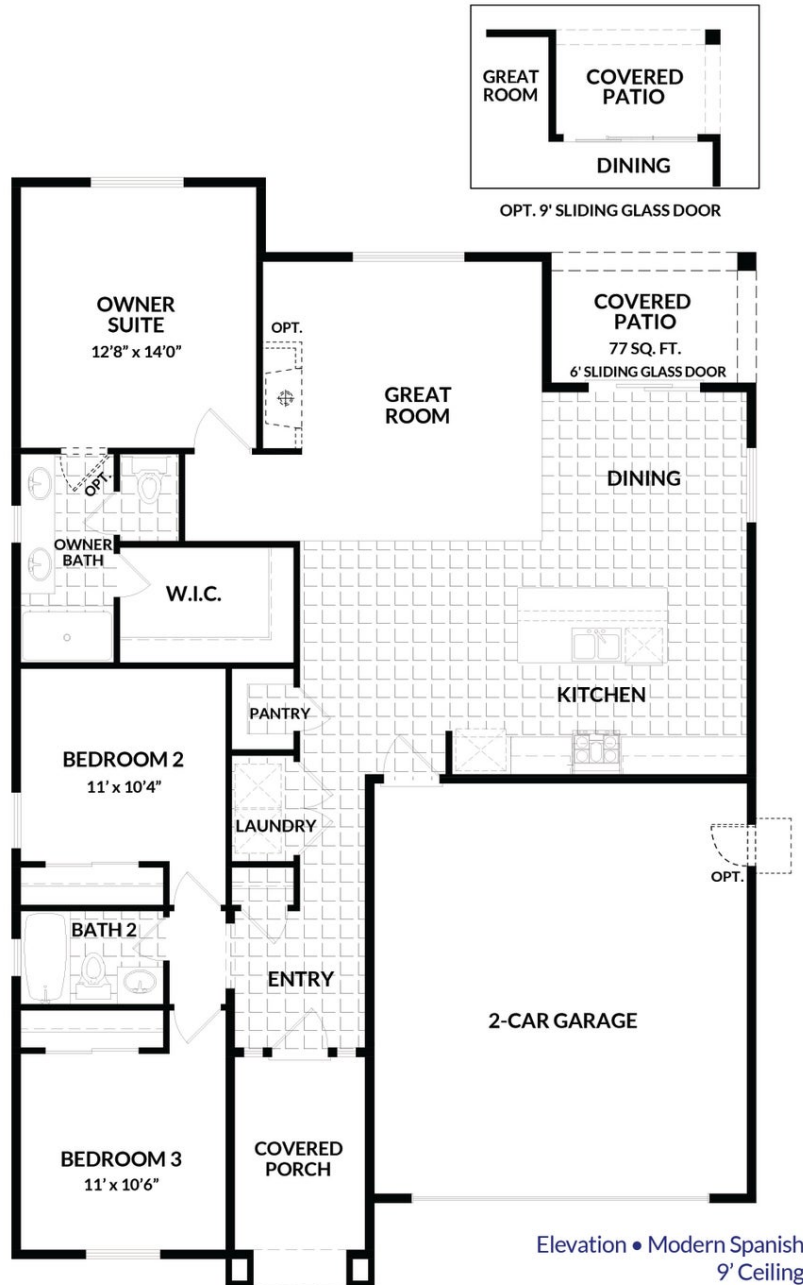 GREAT
ROOM
COVERED
PATIO
DINING
OPT. 9' SLIDING GLASS DOOR
OWNER
SUITE
12'8” x 14'0”
OPT.
GREAT
ROOM
COVERED
PATIO
77 SQ. FT.
6' SLIDING GLASS DOOR
DINING
OPT.
OWNER
BATH
W.I.C.
KITCHEN
PANTRY
BEDROOM 2
11' x 10'4”
LAUNDRY
OPT.
BATH 2
ENTRY
2-CAR GARAGE
BEDROOM 3
11' x 10'6”
COVERED
PORCH
Elevation • Modern Spanish
9' Ceiling